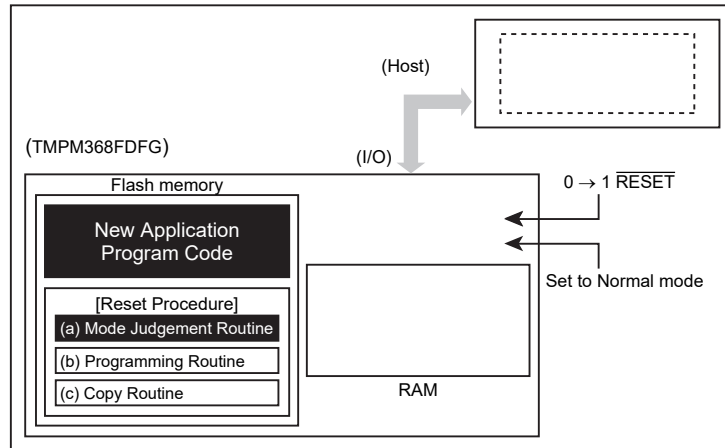 (Host)
(TMPM368FDFG)
(I/O)
Flash memory
0 → 1 RESET
New Application
Program Code
Set to Normal mode
[Reset Procedure]
(a) Mode Judgement Routine
(b) Programming Routine
(c) Copy Routine
RAM